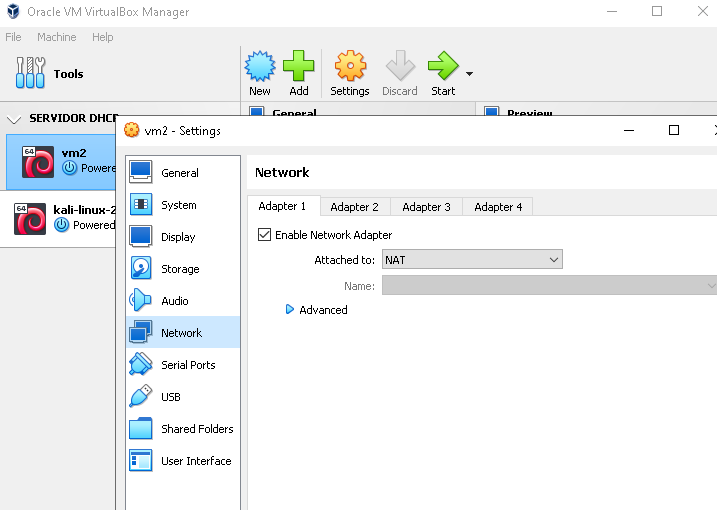 Oracle VM VirtualBox Manager
File Machine Help
Tools
New Add Settings Discard Start
SERVIDOR DHCP
General
Preview
vm2 - Settings
64 vm2
Powere
64 kali-linux-2
Powered
General
System
Display
Storage
Audio
Network
Serial Ports
USB
Shared Folders
User Interface
Network
Adapter 1 Adapter 2 Adapter 3 Adapter 4
Enable Network Adapter
Attached to: NAT
Name:
Advanced